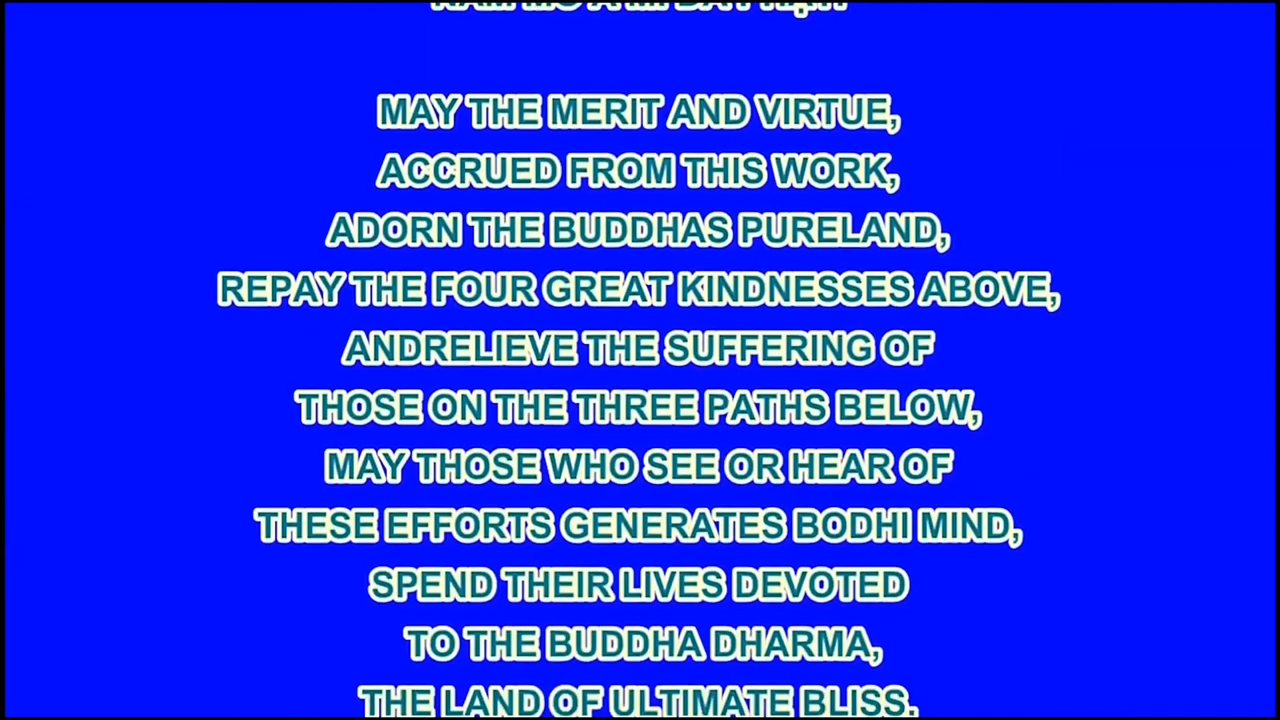 MAY THE MERIT AND VIRTUE,
ACCRUED FROM THIS WORK,
ADORN THE BUDDHAS PURELAND,
REPAY THE FOUR GREAT KINDNESSES ABOVE,
ANDRELIEVE THE SUFFERING OF
THOSE ON THE THREE PATHS BELOW,
MAY THOSE WHO SEE OR HEAR OF
THESE EFFORTS GENERATES BODHI MIND,
SPEND THEIR LIVES DEVOTED
TO THE BUDDHA DHARMA,
THE LAND OF ULTIMATE BLISS.